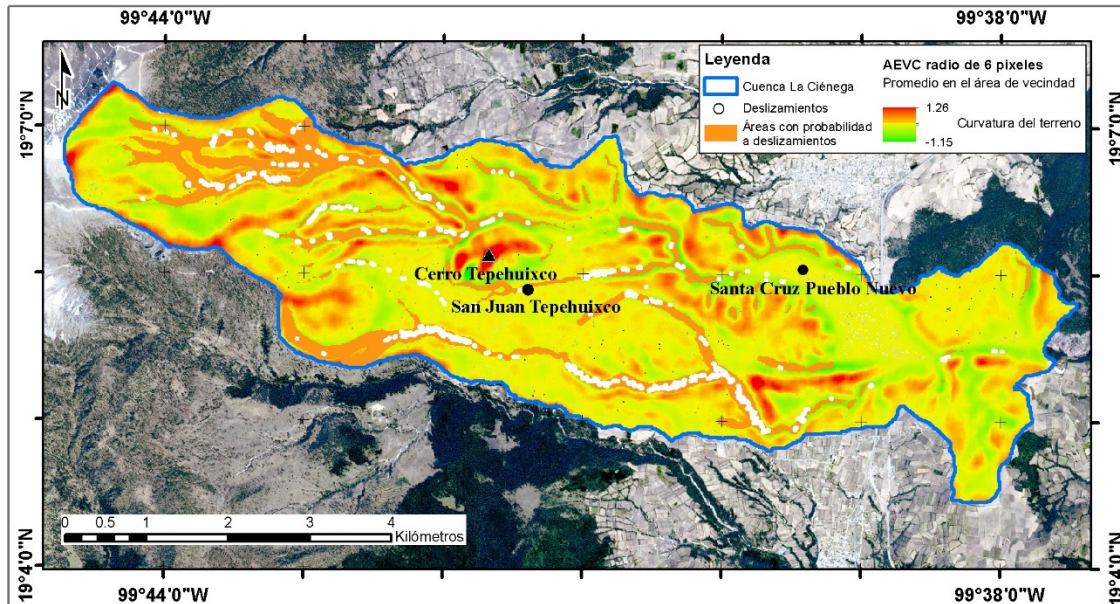 99°44'0"W
99°38'0"W
19°7'0"N
19°7'0"N
N
Leyenda
Cuenca La Ciénega
Deslizamientos
Áreas con probabilidad
a deslizamientos
AEVC radio de 6 pixeles
Promedio en el área de vecindad
1.26
Curvatura del terreno
-1.15
Cerro Tepehuixco
San Juan Tepehuixco
Santa Cruz Pueblo Nuevo
0 0.5 1 2 3 4
Kilómetros
19°4'0"N
19°4'0"N
99°44'0"W
99°38'0"W